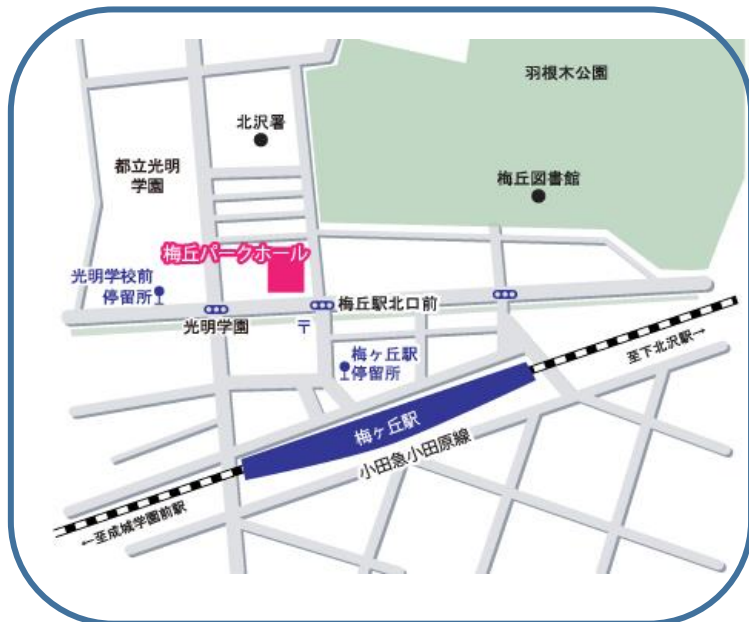 羽根木公園
北沢署
都立光明
学園
梅丘図書館
梅丘パークホール
光明学校前
停留所
梅丘駅北口前
光明学園
〒
梅ヶ丘駅
停留所
至下北沢駅→
梅ヶ丘駅
小田急小田原線
←至成城学園前駅